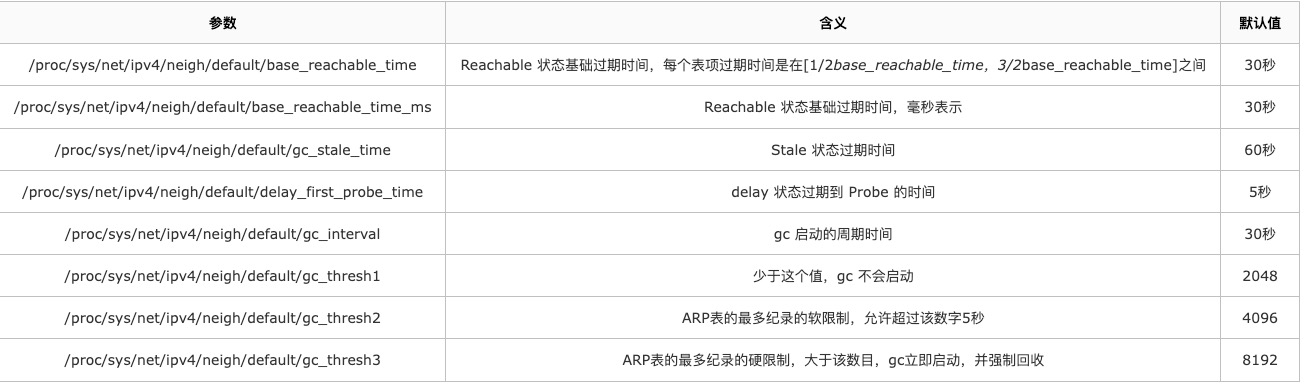 参数 含义 默认值
/proc/sys/net/ipv4/neigh/default/base_reachable_time Reachable 状态基础过期时间，每个表项过期时间是在[1/2base_reachable_time，3/2base_reachable_time]之间 30秒
/proc/sys/net/ipv4/neigh/default/base_reachable_time_ms Reachable 状态基础过期时间，毫秒表示 30秒
/proc/sys/net/ipv4/neigh/default/gc_stale_time Stale 状态过期时间 60秒
/proc/sys/net/ipv4/neigh/default/delay_first_probe_time delay 状态过期到 Probe 的时间 5秒
/proc/sys/net/ipv4/neigh/default/gc_interval gc 启动的周期时间 30秒
/proc/sys/net/ipv4/neigh/default/gc_thresh1 少于这个值，gc 不会启动 2048
/proc/sys/net/ipv4/neigh/default/gc_thresh2 ARP表的最多纪录的软限制，允许超过该数字5秒 4096
/proc/sys/net/ipv4/neigh/default/gc_thresh3 ARP表的最多纪录的硬限制，大于该数目，gc立即启动，并强制回收 8192